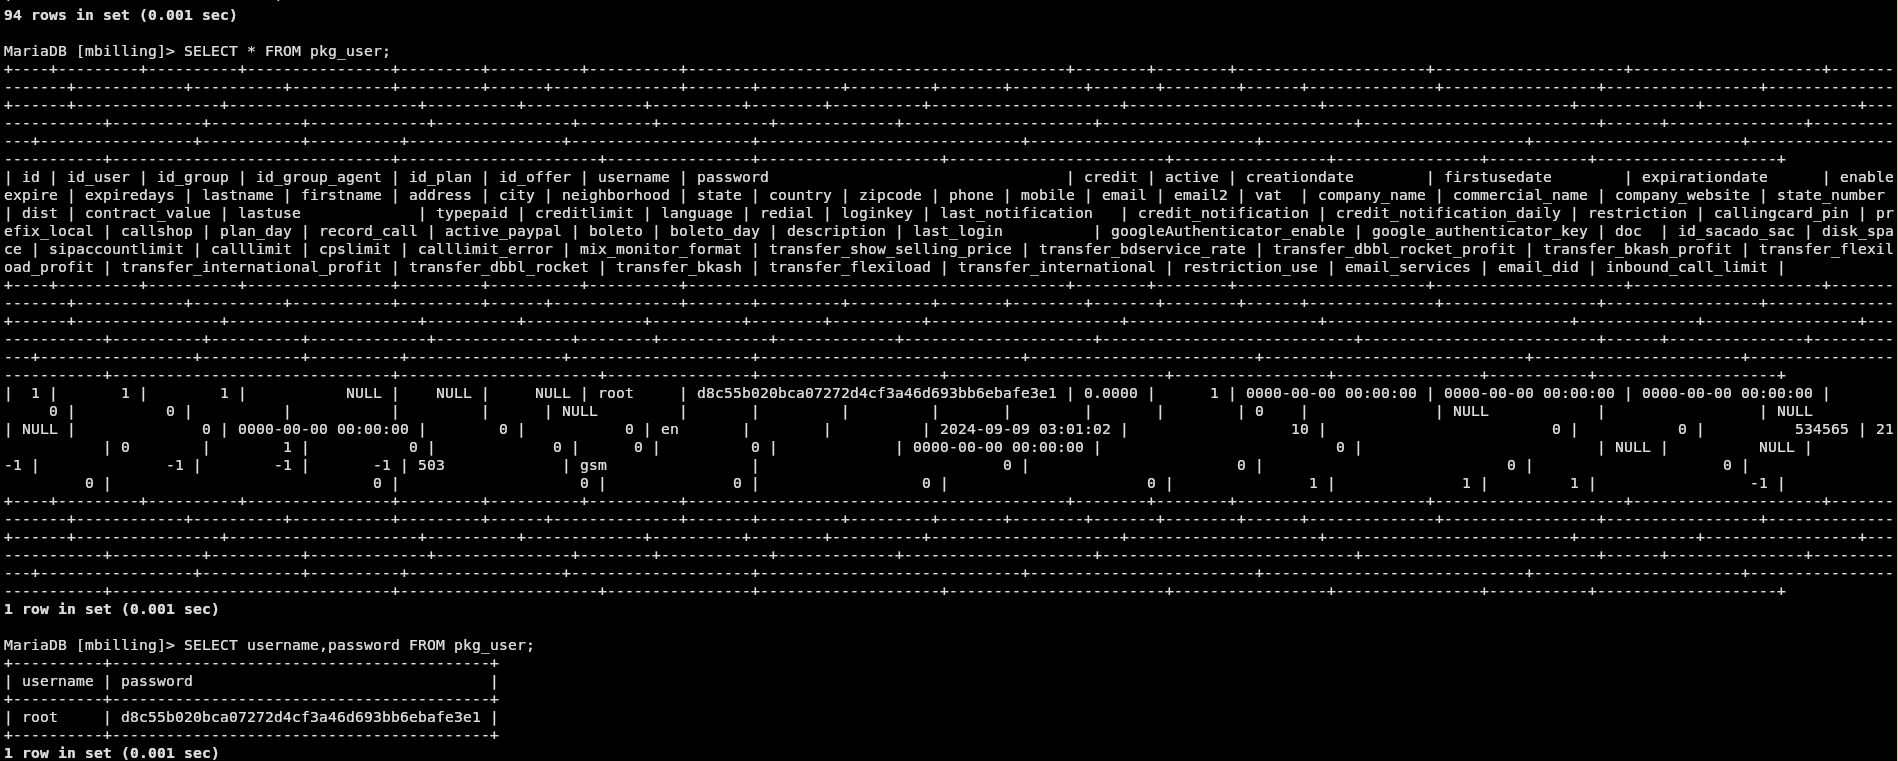 94 rows in set (0.001 sec)
MariaDB [mbilling]> SELECT * FROM pkg_user;
| id | id_user | id_group | id_group_agent | id_plan | id_offer | username | password | credit | active | creationdate | firstusedate | expirationdate | enable
expire | expiredays | lastname | firstname | address | city | neighborhood | state | country | zipcode | phone | mobile | email | email2 | vat | company_name | commercial_name | company_website | state_number
| dist | contract_value | lastuse | typepaid | creditlimit | language | redial | loginkey | last_notification | credit_notification | credit_notification_daily | restriction | callingcard_pin | pr
efix_local | callshop | plan_day | record_call | active_paypal | boleto | boleto_day | description | last_login | googleAuthenticator_enable | google_authenticator_key | doc | id_sacado_sac | disk_spa
ce | sipaccountlimit | calllimit | cpslimit | calllimit_error | mix_monitor_format | transfer_show_selling_price | transfer_bdservice_rate | transfer_dbbl_rocket_profit | transfer_bkash_profit | transfer_flexil
oad_profit | transfer_international_profit | transfer_dbbl_rocket | transfer_bkash | transfer_flexiload | transfer_international | restriction_use | email_services | email_did | inbound_call_limit |
| 1 | 1 | 1 | NULL | NULL | NULL | root | d8c55b020bca07272d4cf3a46d693bb6ebafe3e1 | 0.0000 | 1 | 0000-00-00 00:00:00 | 0000-00-00 00:00:00 | 0000-00-00 00:00:00 |
0 | 0 | | | | | NULL | | | | | | | | 0 | | NULL | | NULL
| NULL | 0 | 0000-00-00 00:00:00 | 0 | 0 | en | | | 2024-09-09 03:01:02 | 10 | 0 | 0 | 534565 | 21
| 0 | 1 | 0 | 0 | 0 | 0 | | 0000-00-00 00:00:00 | 0 | | NULL | NULL |
-1 | -1 | -1 | -1 | 503 | gsm | 0 | 0 | 0 | 0 |
0 | 0 | 0 | 0 | 0 | 0 | 1 | 1 | 1 | -1 |
1 row in set (0.001 sec)
MariaDB [mbilling]> SELECT username,password FROM pkg_user;
| username | password |
| root | d8c55b020bca07272d4cf3a46d693bb6ebafe3e1 |
1 row in set (0.001 sec)